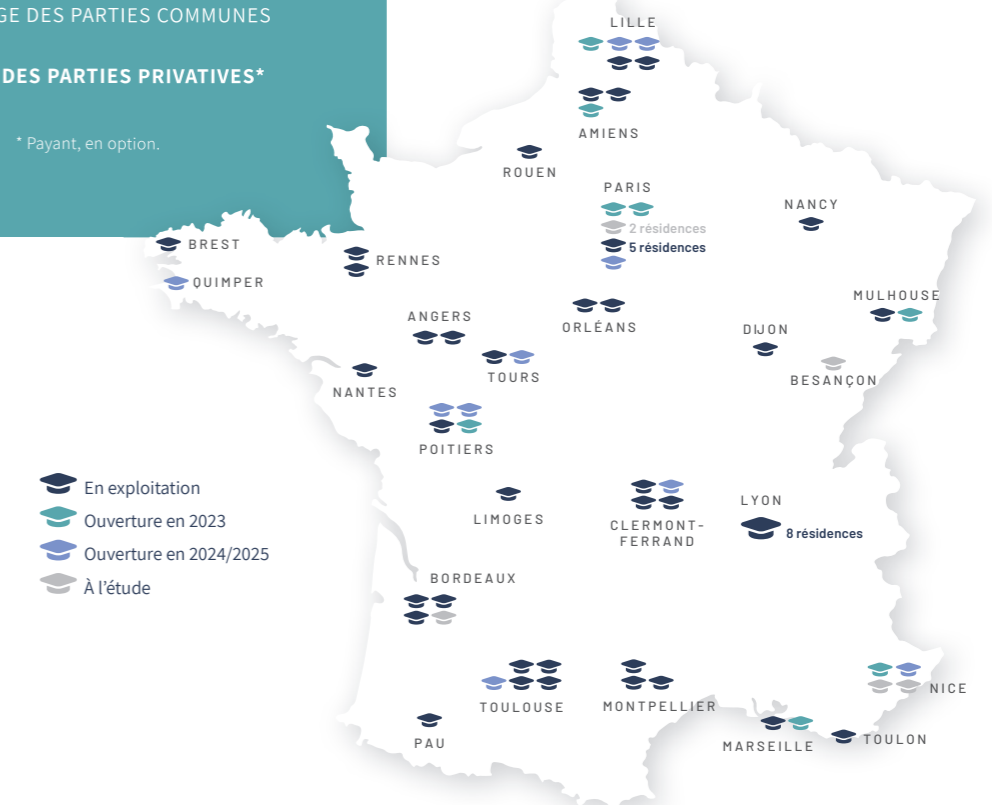 GE DES PARTIES COMMUNES
DES PARTIES PRIVATIVES*
* Payant, en option.
LILLE
AMIENS
ROUEN
PARIS
2 résidences
5 résidences
NANCY
BREST
RENNES
QUIMPER
MULHOUSE
ANGERS
ORLÉANS
DIJON
TOURS
BESANÇON
NANTES
POITIERS
En exploitation
Ouverture en 2023
Ouverture en 2024/2025
À l'étude
LIMOGES
CLERMONT-
FERRAND
LYON
8 résidences
BORDEAUX
TOULOUSE
MONTPELLIER
NICE
PAU
MARSEILLE
TOULON